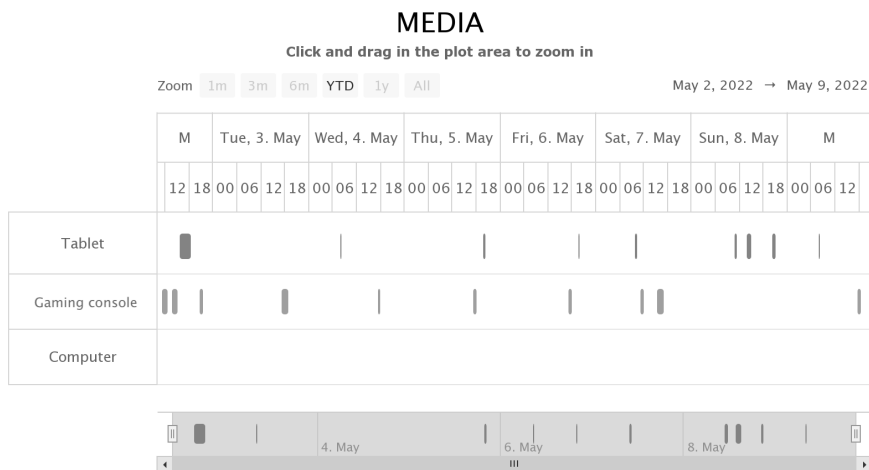 MEDIA
Click and drag in the plot area to zoom in
Zoom 1m 3m 6m YTD 1y All May 2, 2022 → May 9, 2022
M Tue, 3. May Wed, 4. May Thu, 5. May Fri, 6. May Sat, 7. May Sun, 8. May M
12 18 00 06 12 18 00 06 12 18 00 06 12 18 00 06 12 18 00 06 12 18 00 06 12 18 00 06 12
Tablet
Gaming console
Computer
4. May 6. May 8. May